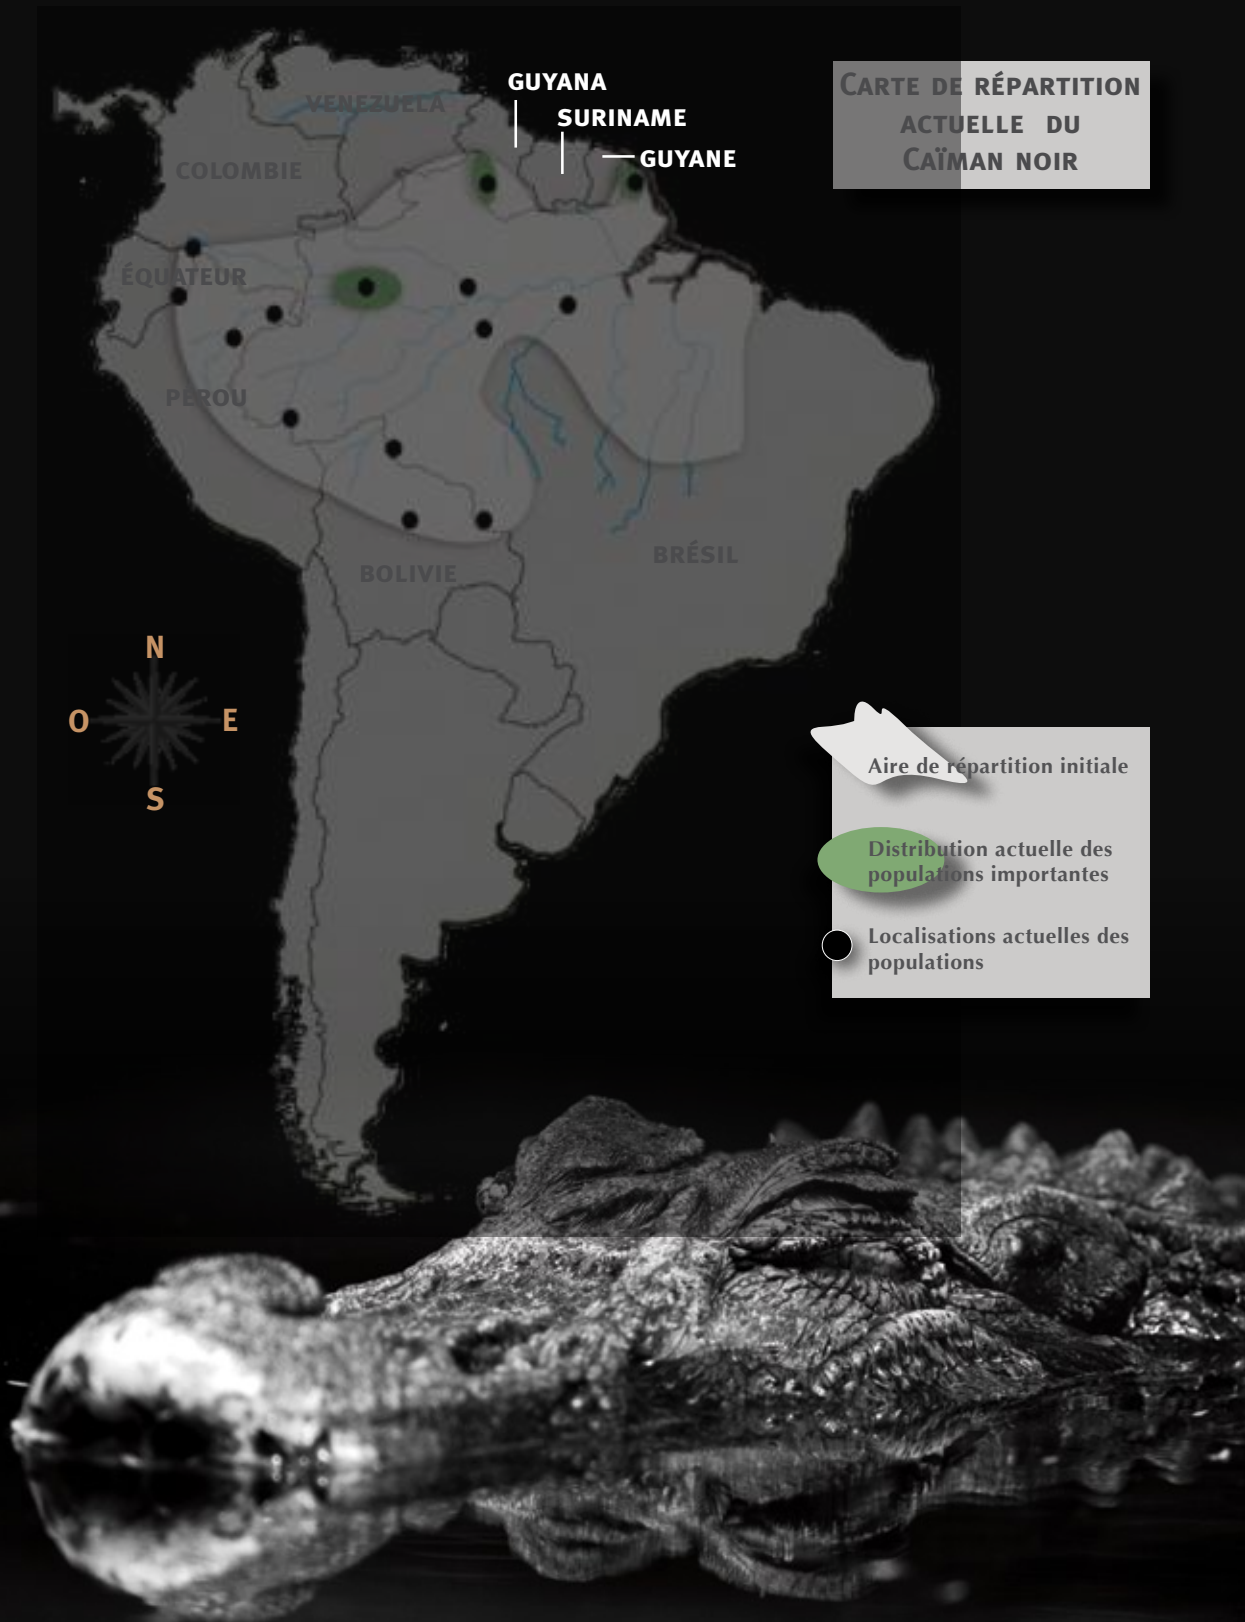 GUYANA
SURINAME
GUYANE
VENEZUELA
COLOMBIE
ÉQUATEUR
PÉROU
BRÉSIL
BOLIVIE
CARTE DE RÉPARTITION
ACTUELLE DU
CAÏMAN NOIR
N
O
E
S
Aire de répartition initiale
Distribution actuelle des
populations importantes
Localisations actuelles des
populations